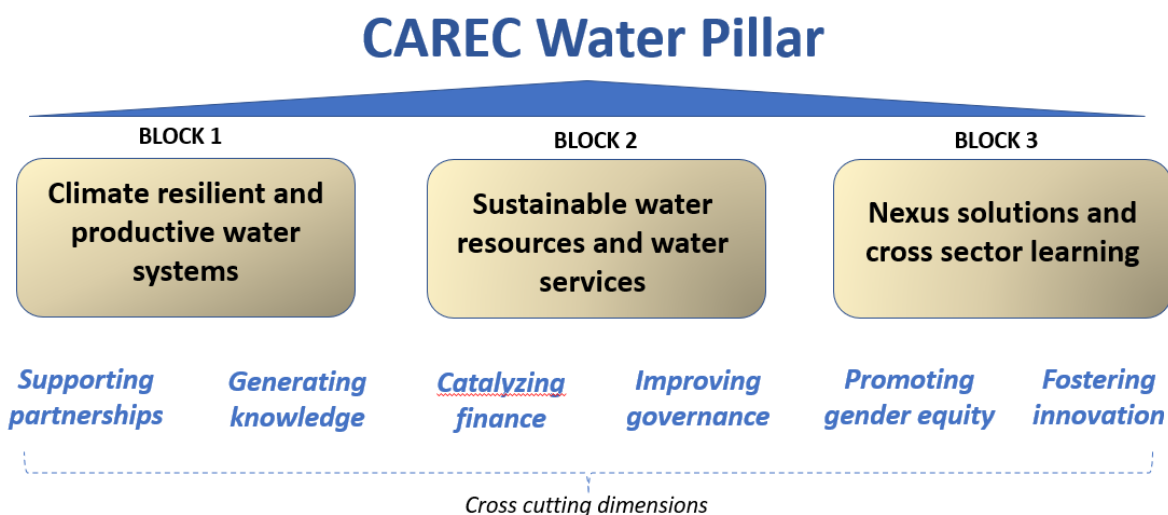 CAREC Water Pillar
BLOCK 1
BLOCK 2
BLOCK 3
Climate resilient and
productive water
systems
Sustainable water
resources and water
services
Nexus solutions and
cross sector learning
Supporting
partnerships
Generating
knowledge
Catalyzing
finance
Improving
governance
Promoting
gender equity
Fostering
innovation
Cross cutting dimensions